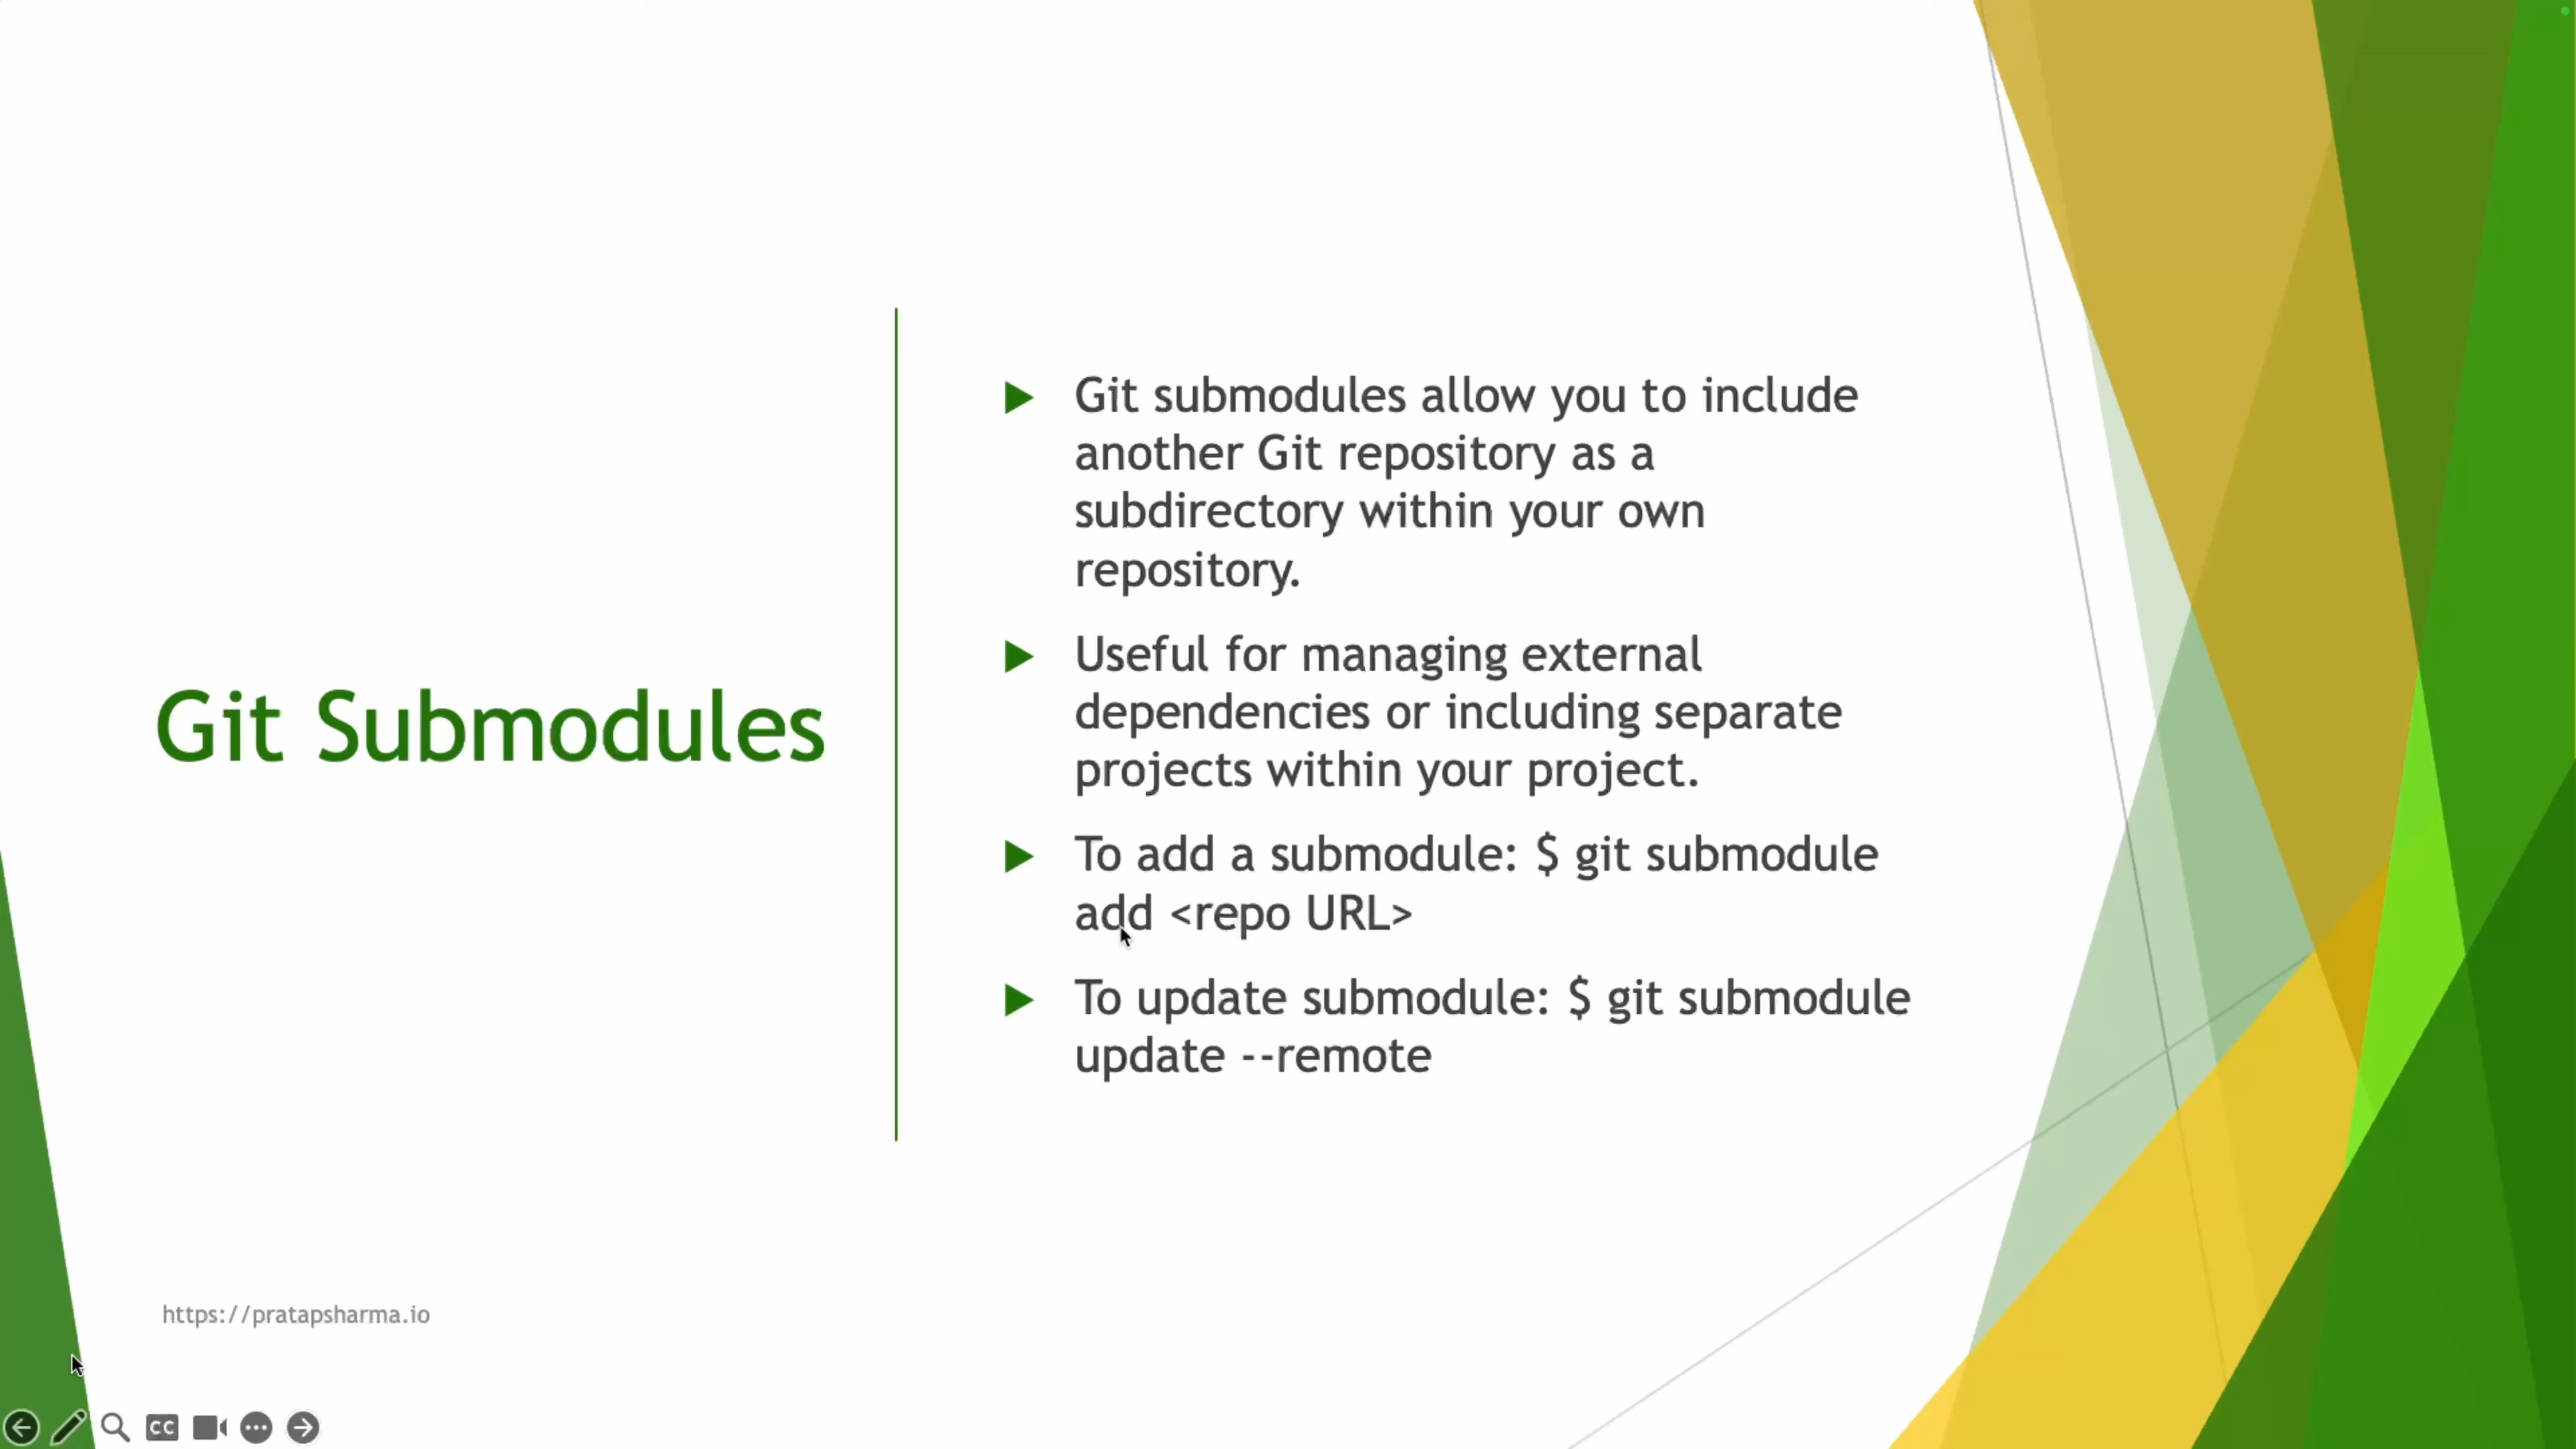 Git Submodules
Git submodules allow you to include
another Git repository as a
subdirectory within your own
repository.
Useful for managing external
dependencies or including separate
projects within your project.
To add a submodule: $ git submodule
add <repo URL>
To update submodule: $ git submodule
update --remote
https://pratapsharma.io
CC